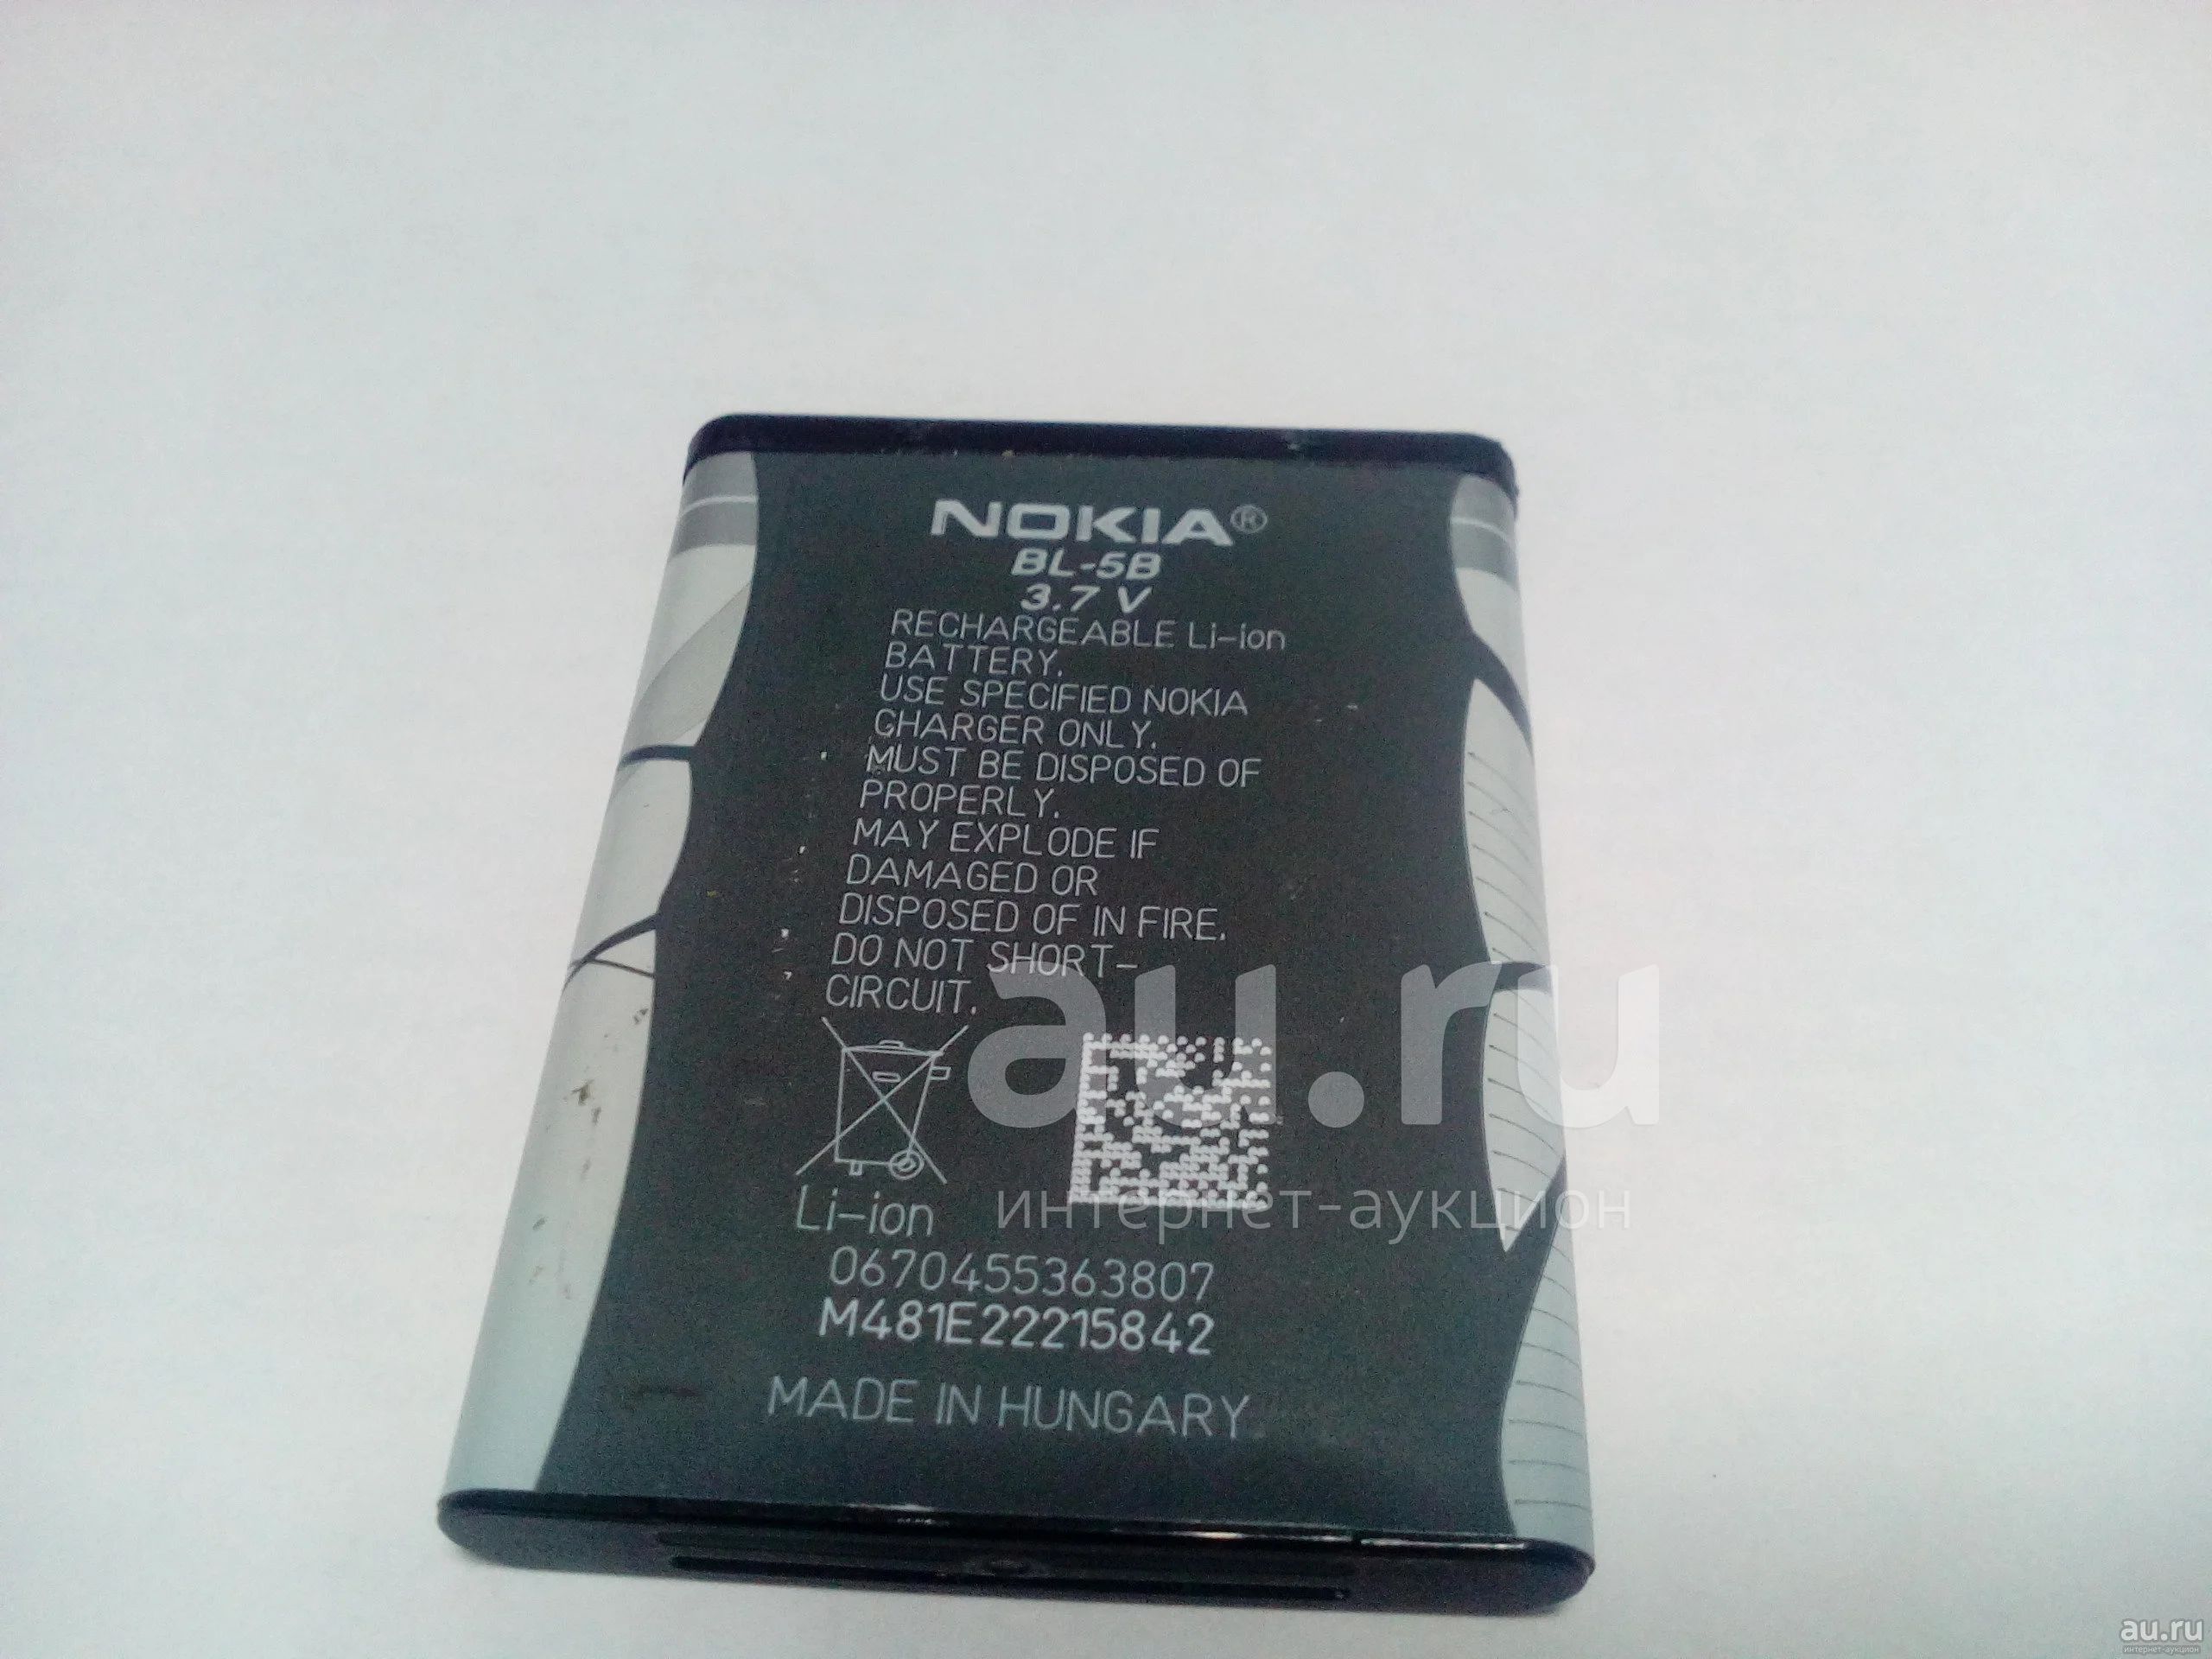 NOKIA®
BL-5B
3.7 V
RECHARGEABLE Li-ion
BATTERY.
USE SPECIFIED NOKIA
CHARGER ONLY.
MUST BE DISPOSED OF
PROPERLY.
MAY EXPLODE IF
DAMAGED OR
DISPOSED OF IN FIRE.
DO NOT SHORT-
CIRCUIT.
au.ru
интернет-аукцион
Li-ion
0670455363807
M481E22215842
MADE IN HUNGARY
au.ru
интернет-аукцион